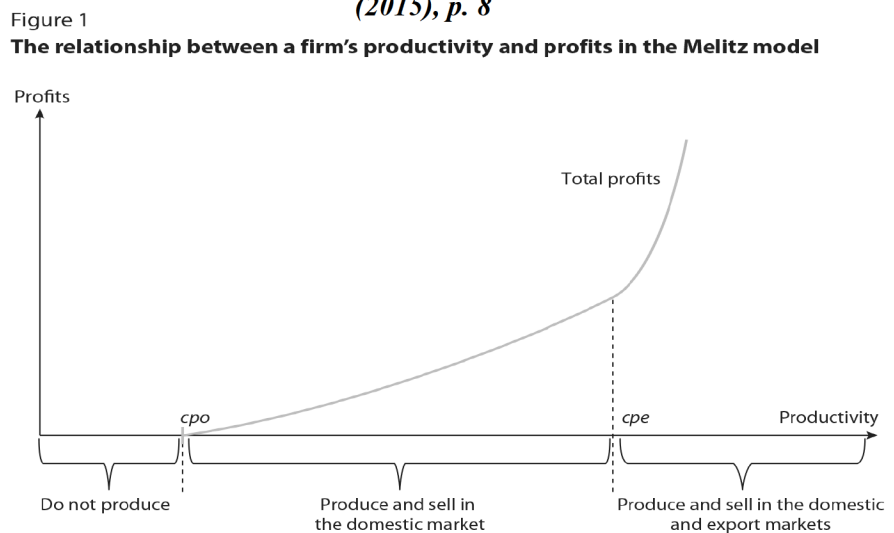 (2015), p. 8
Figure 1
The relationship between a firm's productivity and profits in the Melitz model
Profits
Total profits
cpo
cpe
Productivity
Do not produce
Produce and sell in
the domestic market
Produce and sell in the domestic
and export markets